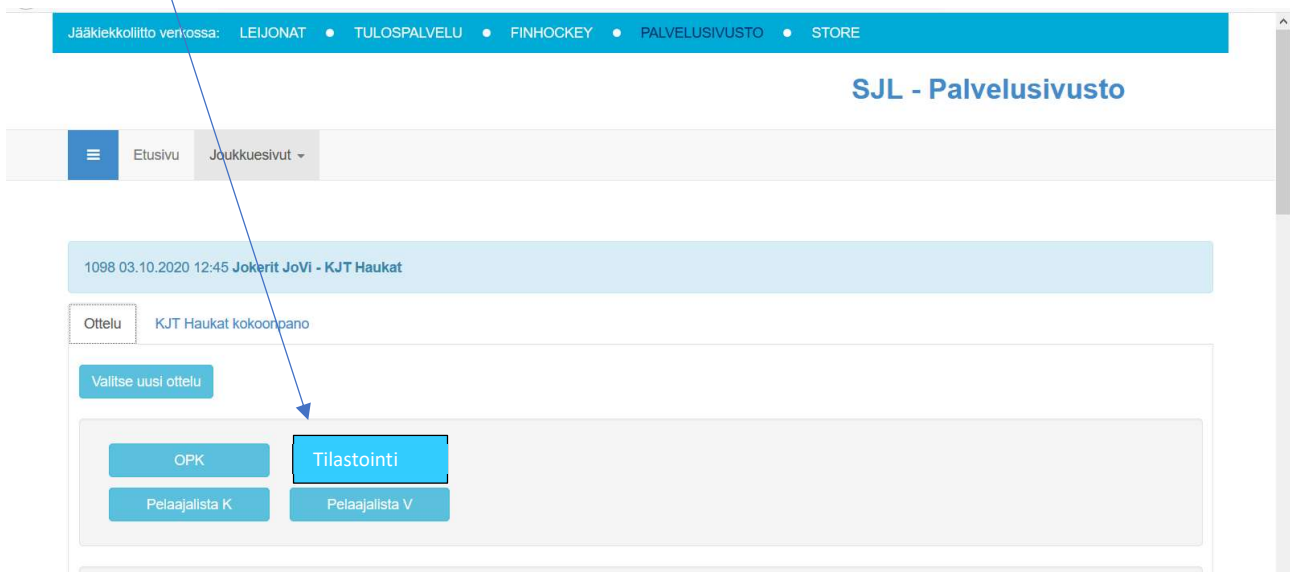 Jääkiekkoliitto verkossa: LEIJONAT ● TULOSPALVELU ● FINHOCKEY ● PALVELUSIVUSTO ● STORE
SJL - Palvelusivusto
Etusivu Joukkuesivut
1098 03.10.2020 12:45 Jokerit JoVi - KJT Haukat
Ottelu KJT Haukat kokoonpano
Valitse uusi ottelu
OPK Tilastointi
Pelaajalista K Pelaajalista V